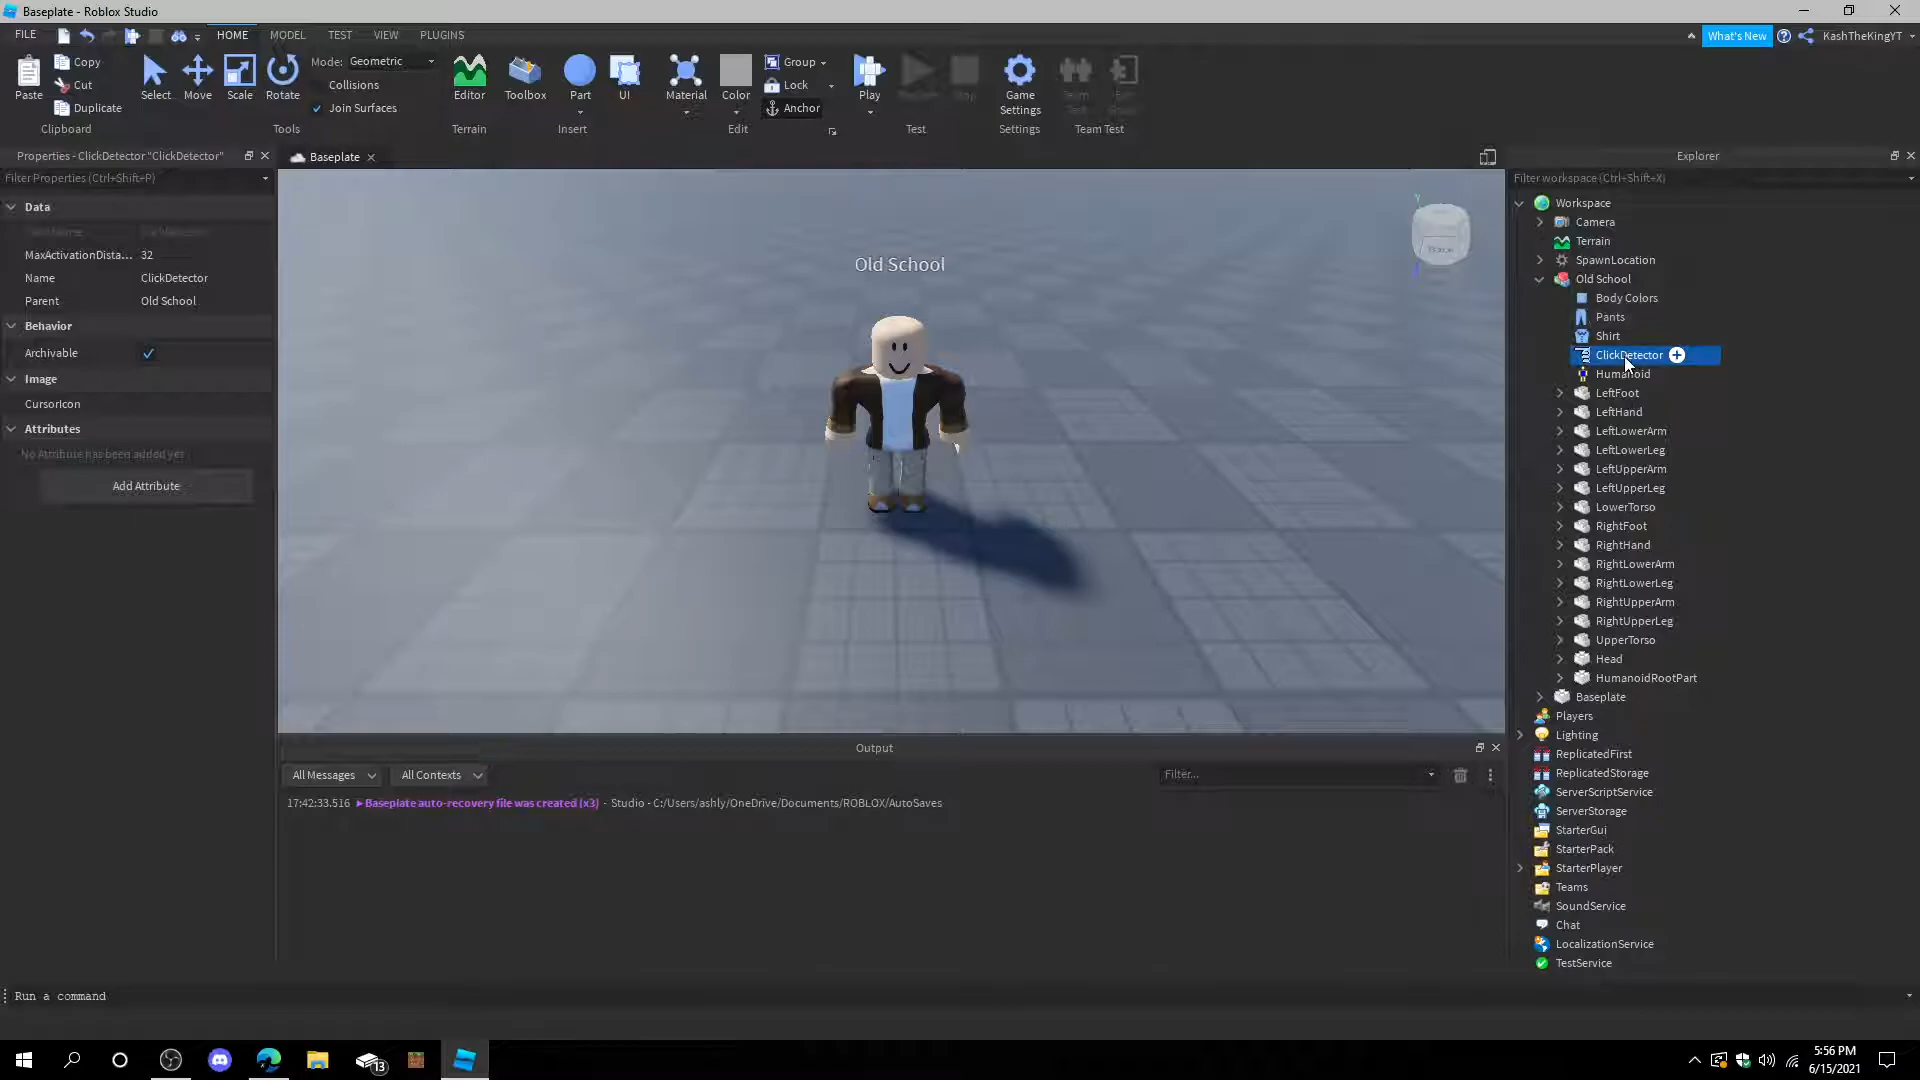 Baseplate - Roblox Studio
FILE HOME MODEL TEST VIEW PLUGINS What's New KashTheKingYT
Paste Copy Cut Duplicate
Select Move Scale Rotate
Mode: Geometric
Collisions
Join Surfaces
Editor Toolbox Part UI Material Color
Group
Lock
Anchor
Play Game Settings
Clipboard Tools Terrain Insert Edit Test Settings Team Test
Properties - ClickDetector "ClickDetector"
Filter Properties (Ctrl+Shift+P)
Data
MaxActivationDista... 32
Name ClickDetector
Parent Old School
Behavior
Archivable
Image
CursorIcon
Attributes
No Attribute has been added yet
Add Attribute
Baseplate
Old School
Output
All Messages All Contexts Filter...
17:42:33.516 Baseplate auto-recovery file was created (x3) - Studio - C:/Users/ashly/OneDrive/Documents/ROBLOX/AutoSaves
Explorer
Filter workspace (Ctrl+Shift+X)
Workspace
Camera
Terrain
SpawnLocation
Old School
Body Colors
Pants
Shirt
ClickDetector
Humanoid
LeftFoot
LeftHand
LeftLowerArm
LeftLowerLeg
LeftUpperArm
LeftUpperLeg
LowerTorso
RightFoot
RightHand
RightLowerArm
RightLowerLeg
RightUpperArm
RightUpperLeg
UpperTorso
Head
HumanoidRootPart
Baseplate
Players
Lighting
ReplicatedFirst
ReplicatedStorage
ServerScriptService
ServerStorage
StarterGui
StarterPack
StarterPlayer
Teams
SoundService
Chat
LocalizationService
TestService
Run a command
13
5:56 PM
6/15/2021